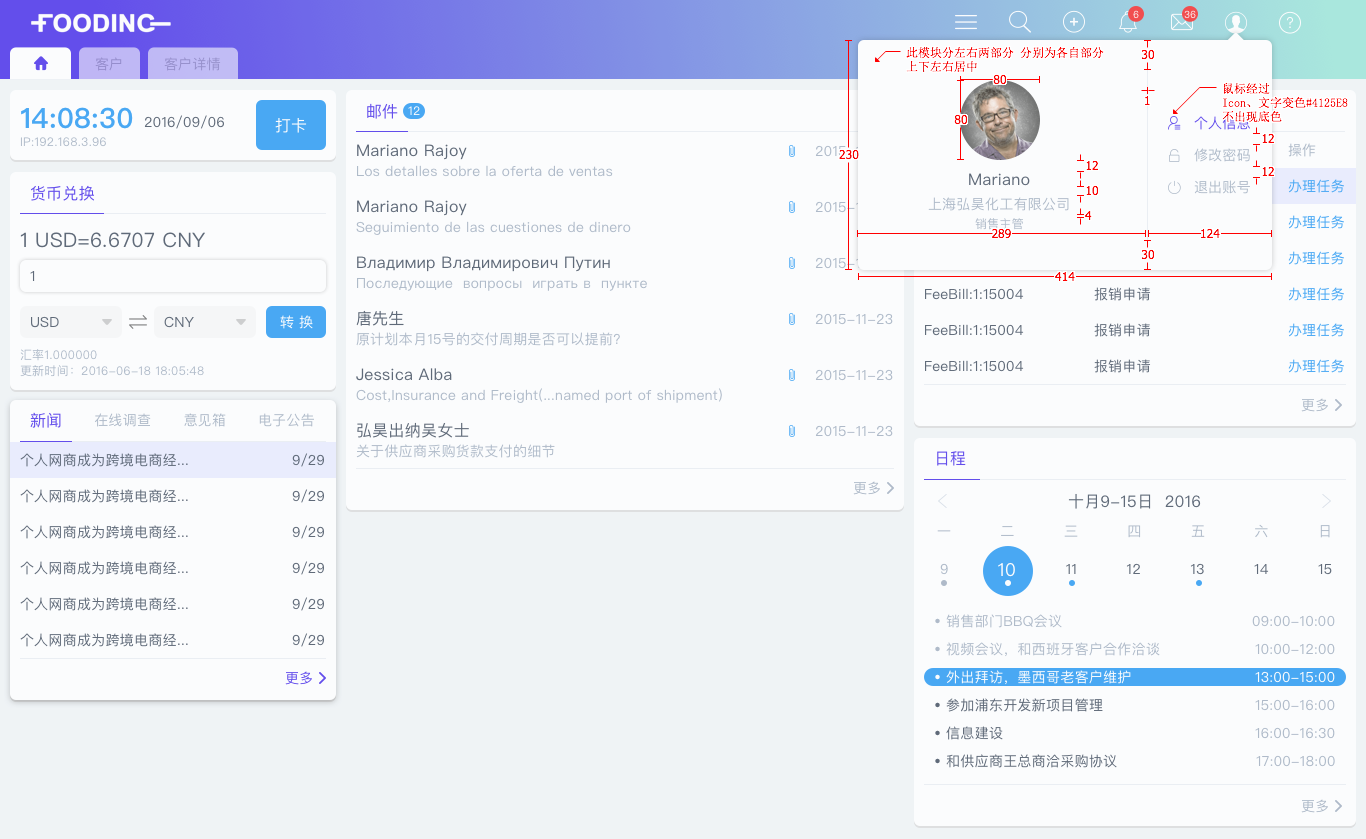 FOODINC
6
36
?
客户
客户详情
14:08:30
2016/09/06
IP:192.168.3.96
打卡
货币兑换
1 USD=6.6707 CNY
1
USD
CNY
转 换
汇率1.000000
更新时间：2016-06-18 18:05:48
新闻
在线调查
意见箱
电子公告
个人网商成为跨境电商经...
9/29
个人网商成为跨境电商经...
9/29
个人网商成为跨境电商经...
9/29
个人网商成为跨境电商经...
9/29
个人网商成为跨境电商经...
9/29
个人网商成为跨境电商经...
9/29
更多
邮件
12
Mariano Rajoy
2015
Los detalles sobre la oferta de ventas
Mariano Rajoy
2015-
Seguimiento de las cuestiones de dinero
Владимир Владимирович Путин
2015
Последующие вопросы играть в пункте
唐先生
2015-11-23
原计划本月15号的交付周期是否可以提前?
Jessica Alba
2015-11-23
Cost,Insurance and Freight(...named port of shipment)
弘昊出纳吴女士
2015-11-23
关于供应商采购货款支付的细节
更多
此模块分左右两部分 分别为各自部分
上下左右居中
30
80
1
80
230
鼠标经过
Icon、文字变色#4125E8
不出现底色
个人信息
12
修改密码
12
退出账号
Mariano
12
10
上海弘昊化工有限公司
4
销售主管
289
124
30
414
操作
办理任务
办理任务
办理任务
FeeBill:1:15004
报销申请
办理任务
FeeBill:1:15004
报销申请
办理任务
FeeBill:1:15004
报销申请
办理任务
更多
日程
十月9-15日 2016
一 二 三 四 五 六 日
9 10 11 12 13 14 15
• 销售部门BBQ会议
09:00-10:00
• 视频会议，和西班牙客户合作洽谈
10:00-12:00
• 外出拜访，墨西哥老客户维护
13:00-15:00
• 参加浦东开发新项目管理
15:00-16:00
• 信息建设
16:00-16:30
• 和供应商王总商洽采购协议
17:00-18:00
更多